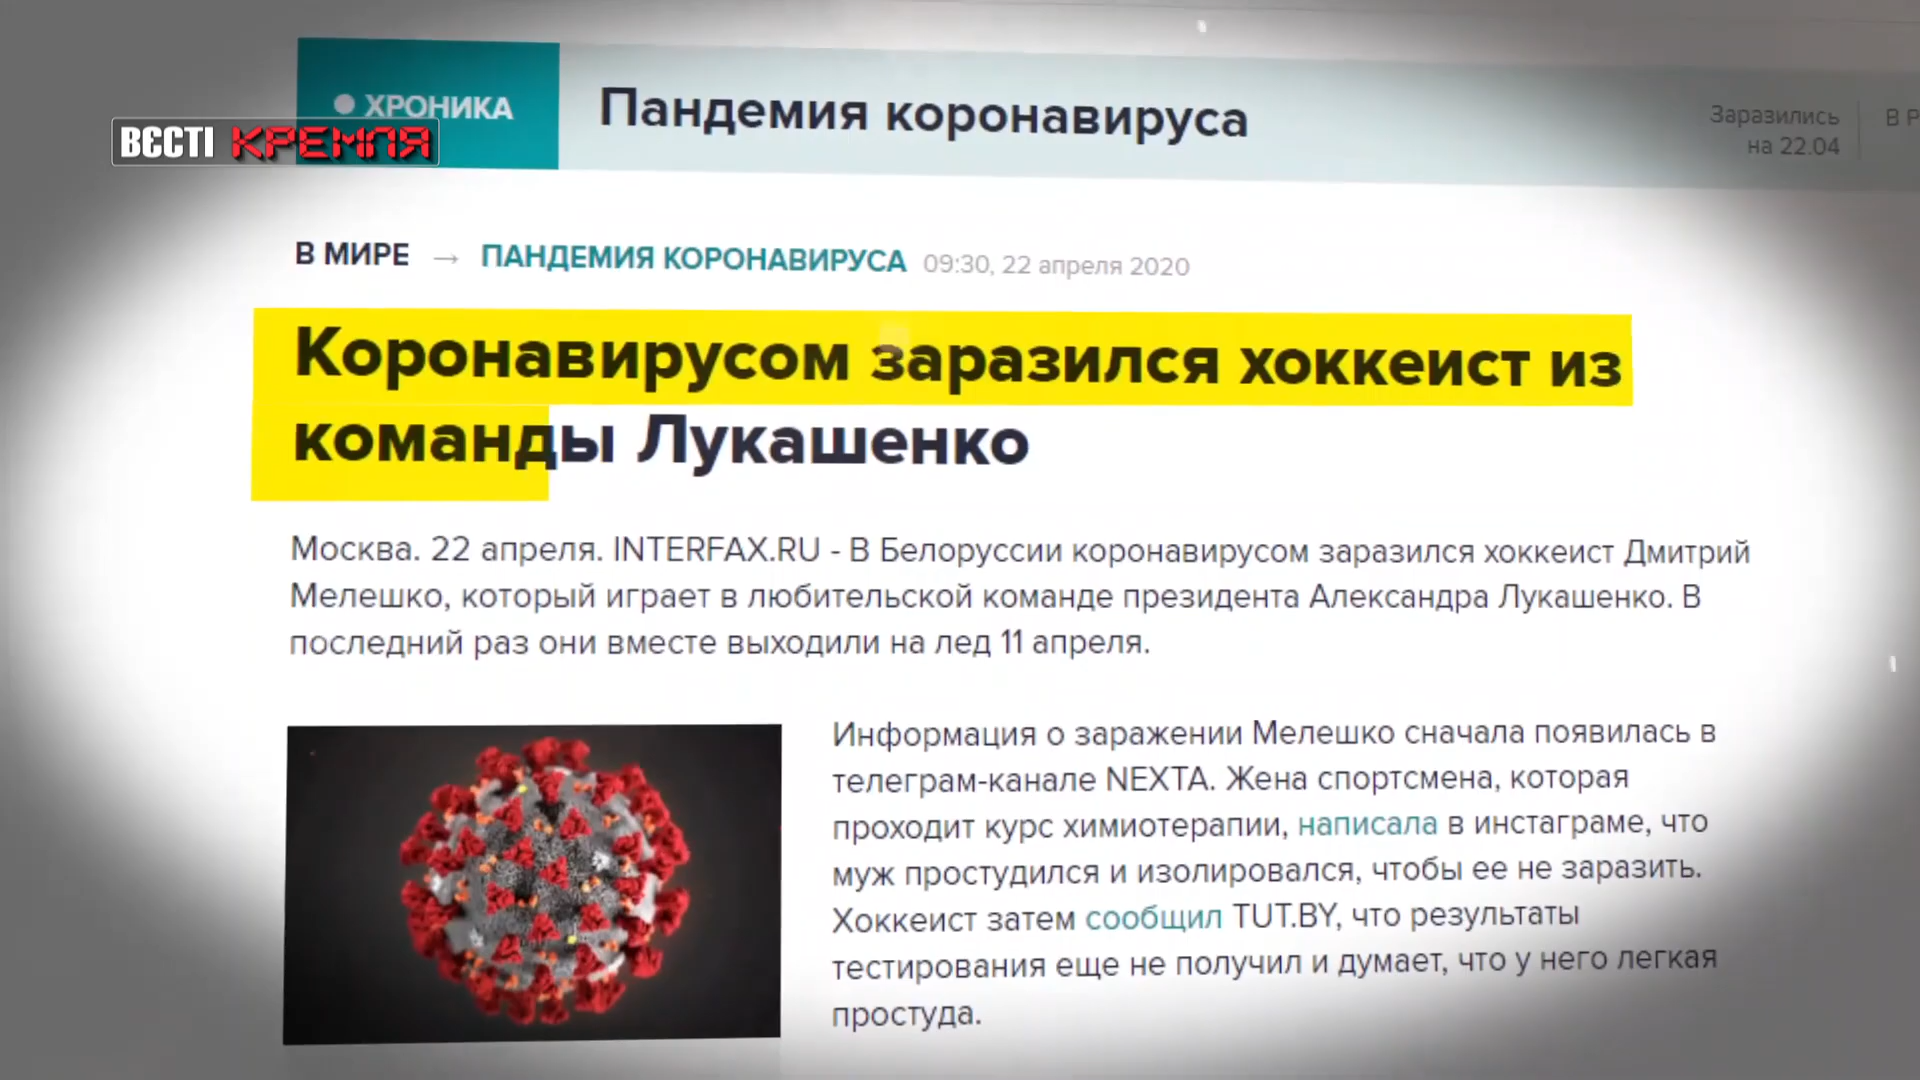 ХРОНИКА
Пандемия коронавируса
Заразились
на 22.04
В Р
ВЄСТІ КРЕМЛЯ
В МИРЕ → ПАНДЕМИЯ КОРОНАВИРУСА 09:30, 22 апреля 2020
Коронавирусом заразился хоккеист из
команды Лукашенко
Москва. 22 апреля. INTERFAX.RU - В Белоруссии коронавирусом заразился хоккеист Дмитрий
Мелешко, который играет в любительской команде президента Александра Лукашенко. В
последний раз они вместе выходили на лед 11 апреля.
Информация о заражении Мелешко сначала появилась в
телеграм-канале NEXTA. Жена спортсмена, которая
проходит курс химиотерапии, написала в инстаграме, что
муж простудился и изолировался, чтобы ее не заразить.
Хоккеист затем сообщил TUT.BY, что результаты
тестирования еще не получил и думает, что у него легкая
простуда.